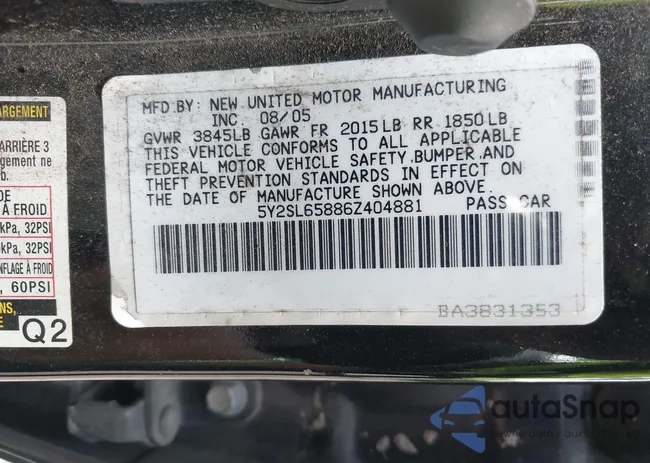 ARGEMENT
ARRIÈRE 3
gement ne
b.
DE
À FROID
kPa, 32PSI
kPa, 32PSI
NFLAGE À FROID
, 60PSI
NS,
E
Q2
MFD BY: NEW UNITED MOTOR MANUFACTURING
INC. 08/05
GVWR 3845LB GAWR FR 2015LB RR 1850LB
THIS VEHICLE CONFORMS TO ALL APPLICABLE
FEDERAL MOTOR VEHICLE SAFETY,BUMPER,AND
THEFT PREVENTION STANDARDS IN EFFECT ON
THE DATE OF MANUFACTURE SHOWN ABOVE.
5Y2SL65886Z404881 PASS CAR
BA3831353
autoSnap